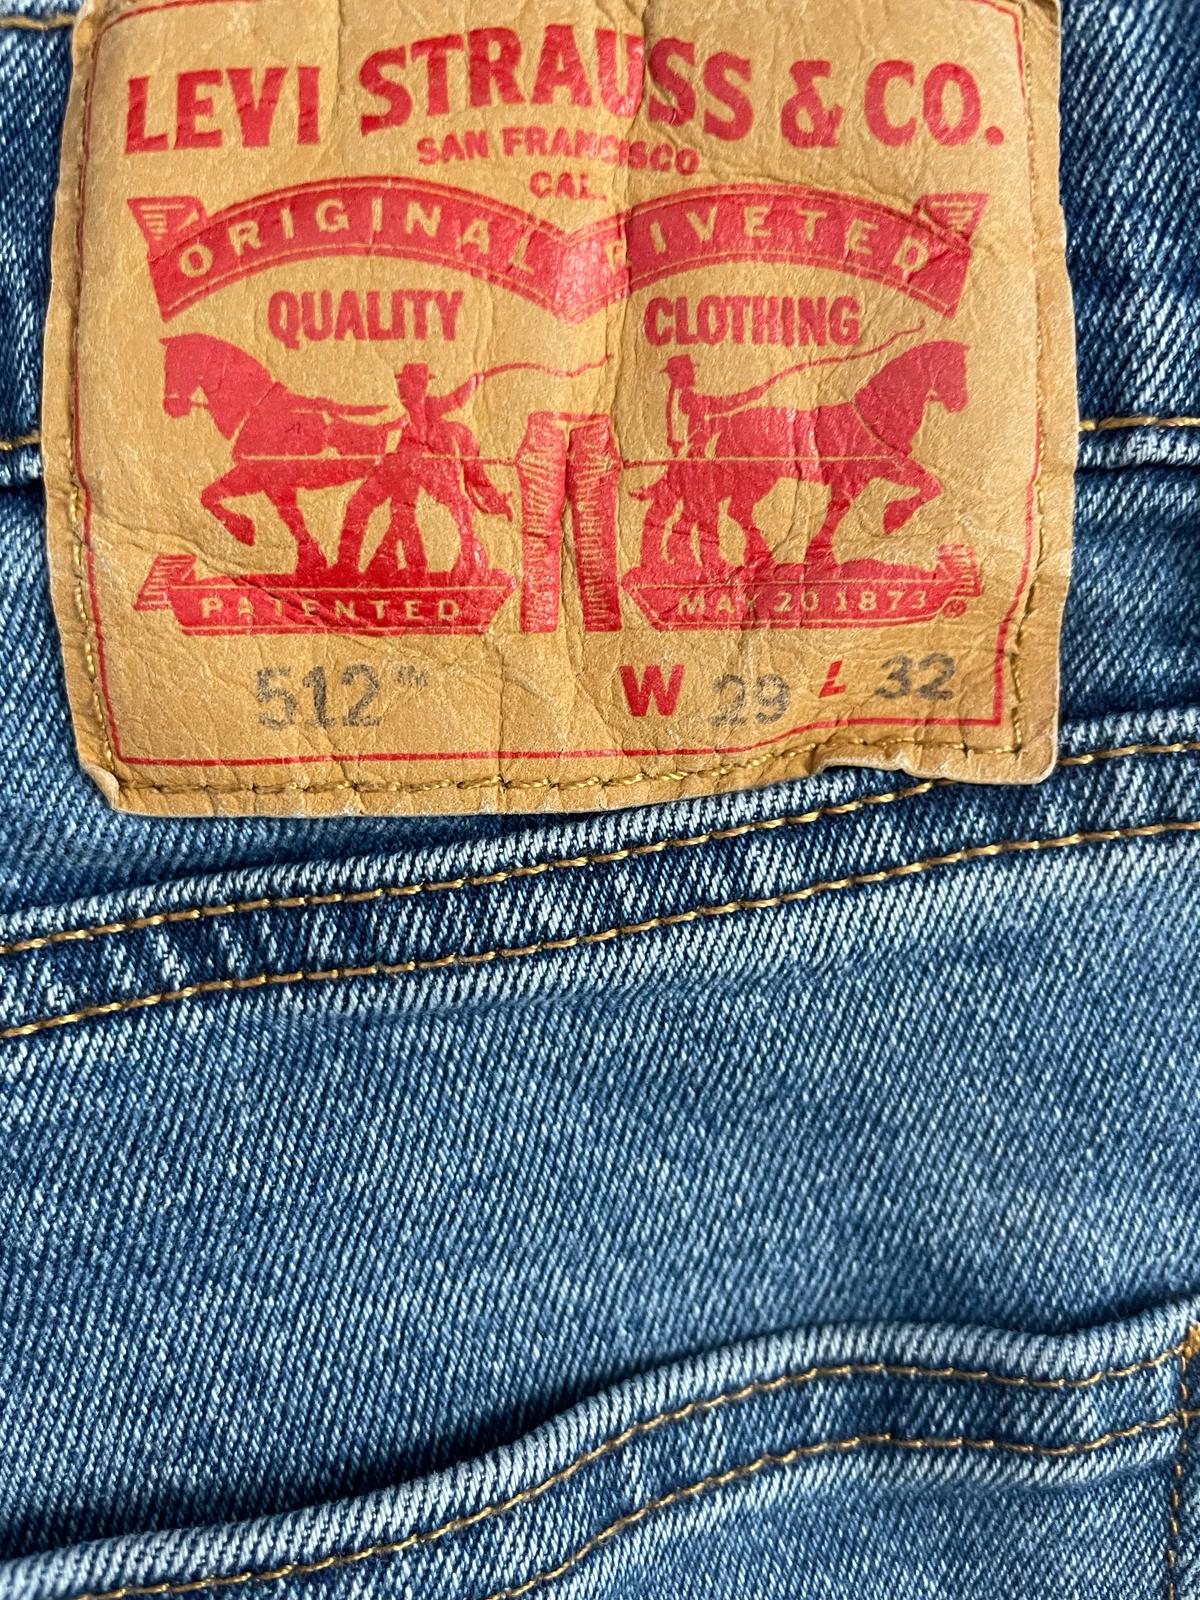 LEVI STRAUSS & CO.
SAN FRANCISCO
CAL.
ORIGINAL RIVETED
QUALITY CLOTHING
PATENTED MAY 20 1873 ®
512™ W 29 L 32